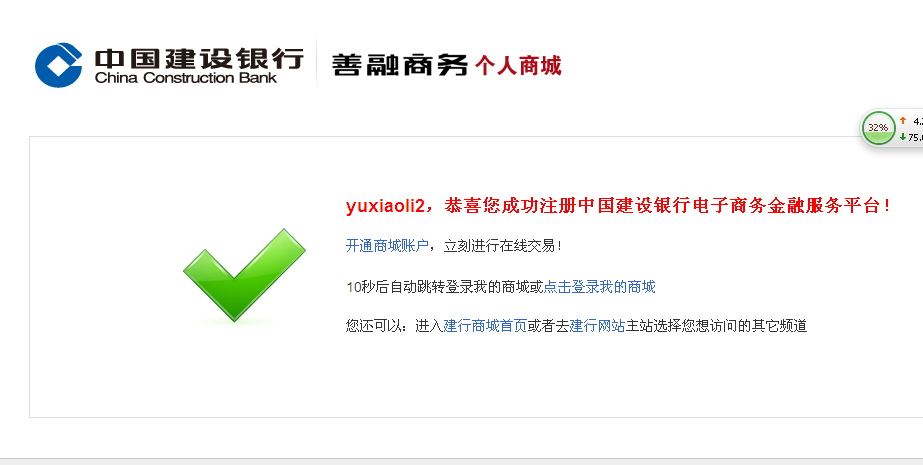 中国建设银行
China Construction Bank
善融商务 个人商城
32%
yuxiaoli2，恭喜您成功注册中国建设银行电子商务金融服务平台！
开通商城账户，立刻进行在线交易！
10秒后自动跳转登录我的商城或点击登录我的商城
您还可以：进入建行商城首页或者去建行网站主站选择您想访问的其它频道